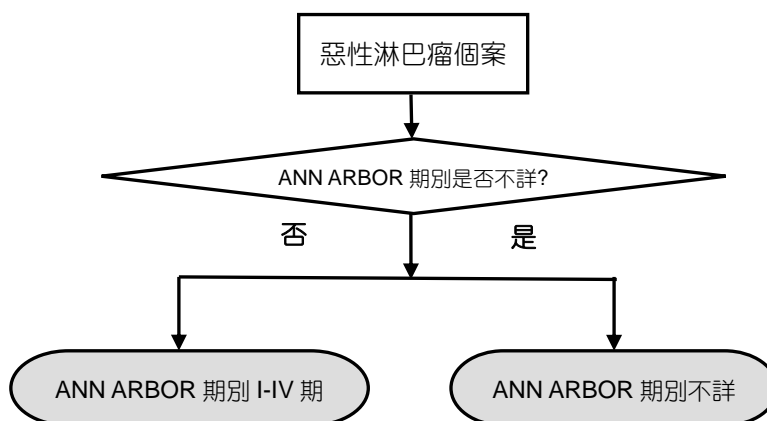 惡性淋巴瘤個案
ANN ARBOR 期別是否不詳?
否
是
ANN ARBOR 期別 I-IV 期
ANN ARBOR 期別不詳